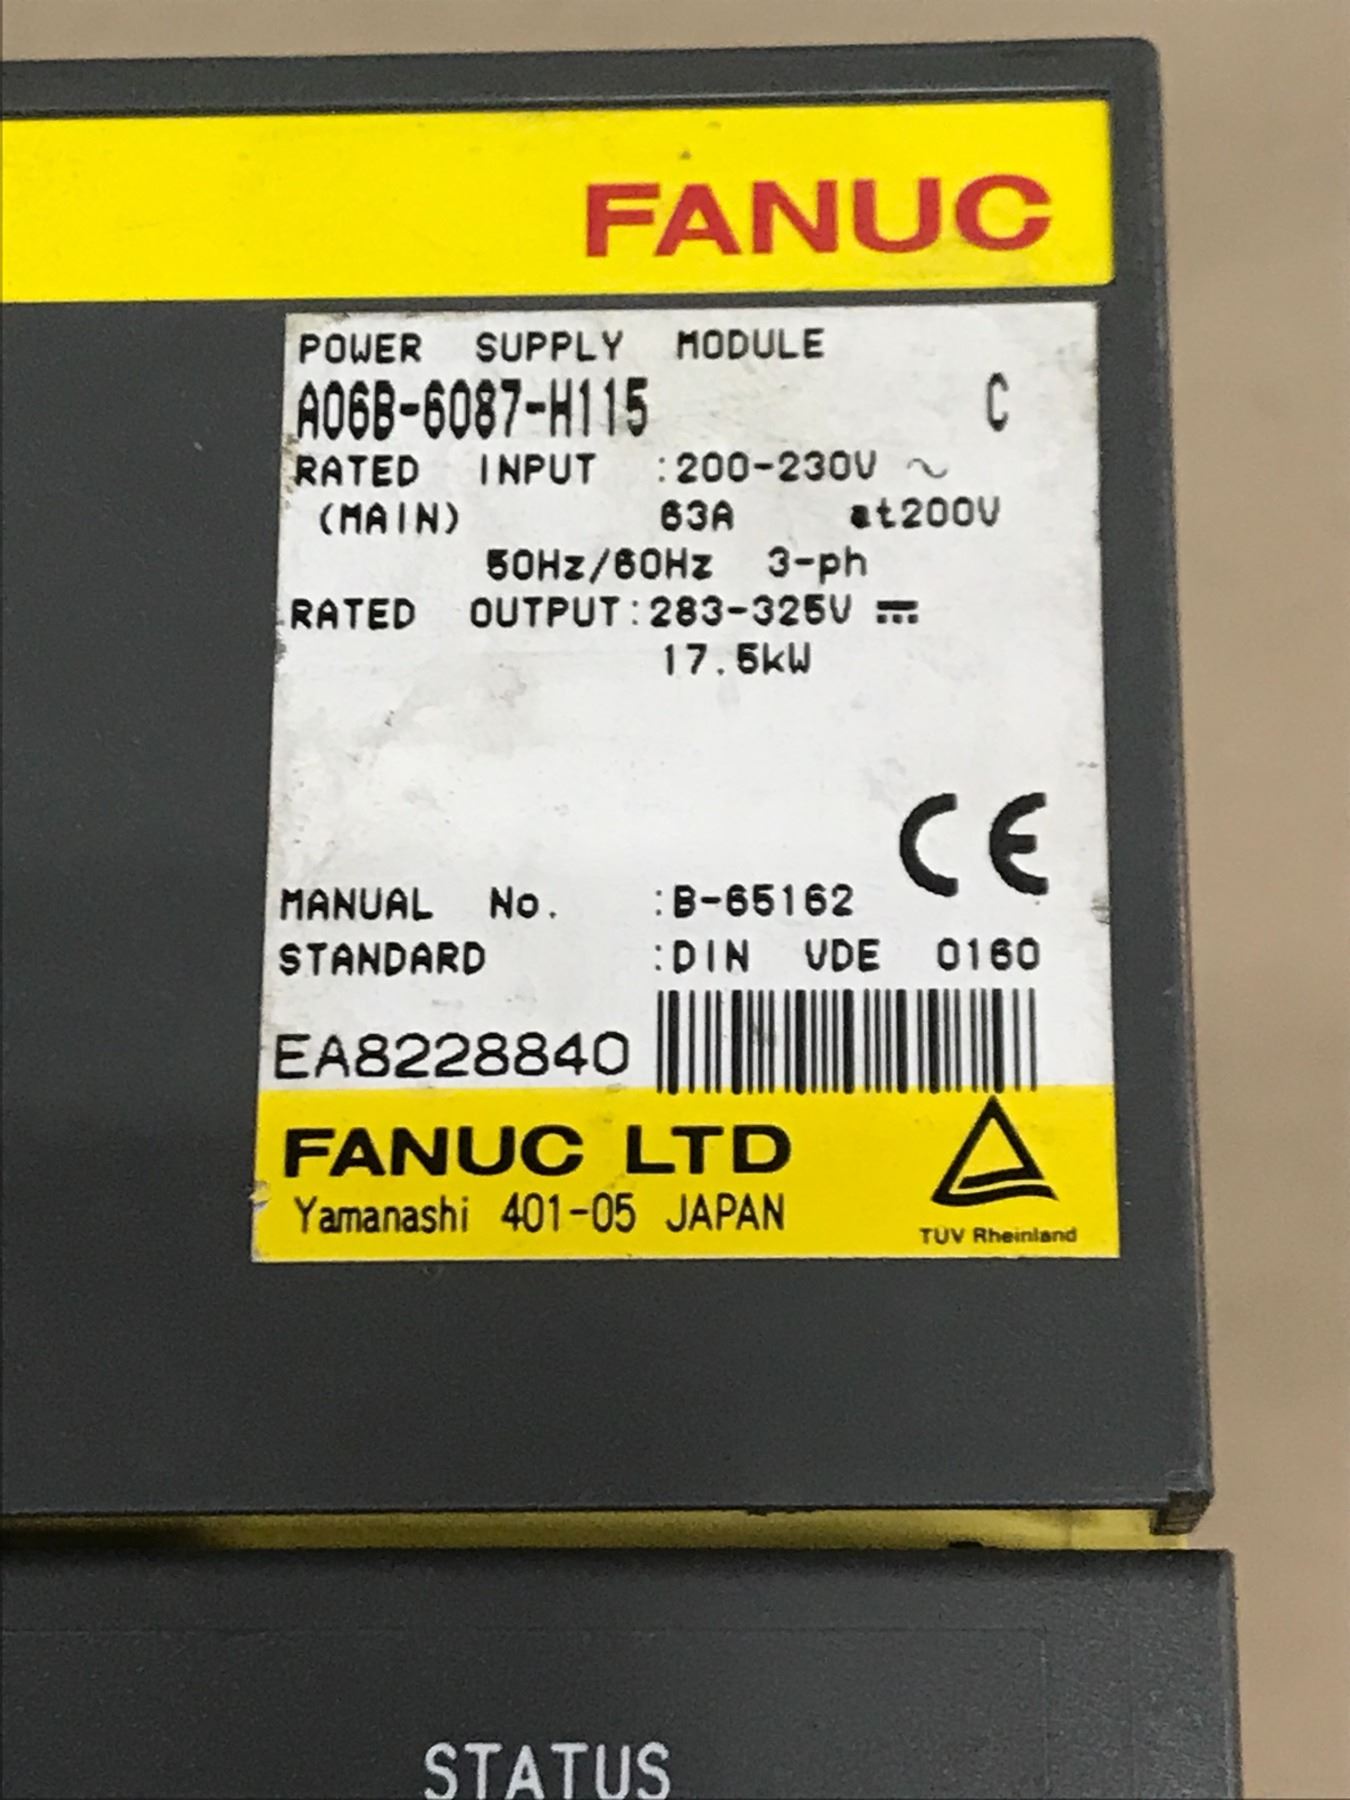 FANUC
POWER SUPPLY MODULE
A06B-6087-H115 C
RATED INPUT :200-230V ~
(MAIN) 63A at200V
50Hz/60Hz 3-ph
RATED OUTPUT:283-325V ⎓
17.5kW
CE
MANUAL No. :B-65162
STANDARD :DIN VDE 0160
EA8228840
FANUC LTD
Yamanashi 401-05 JAPAN
TÜV Rheinland
STATUS